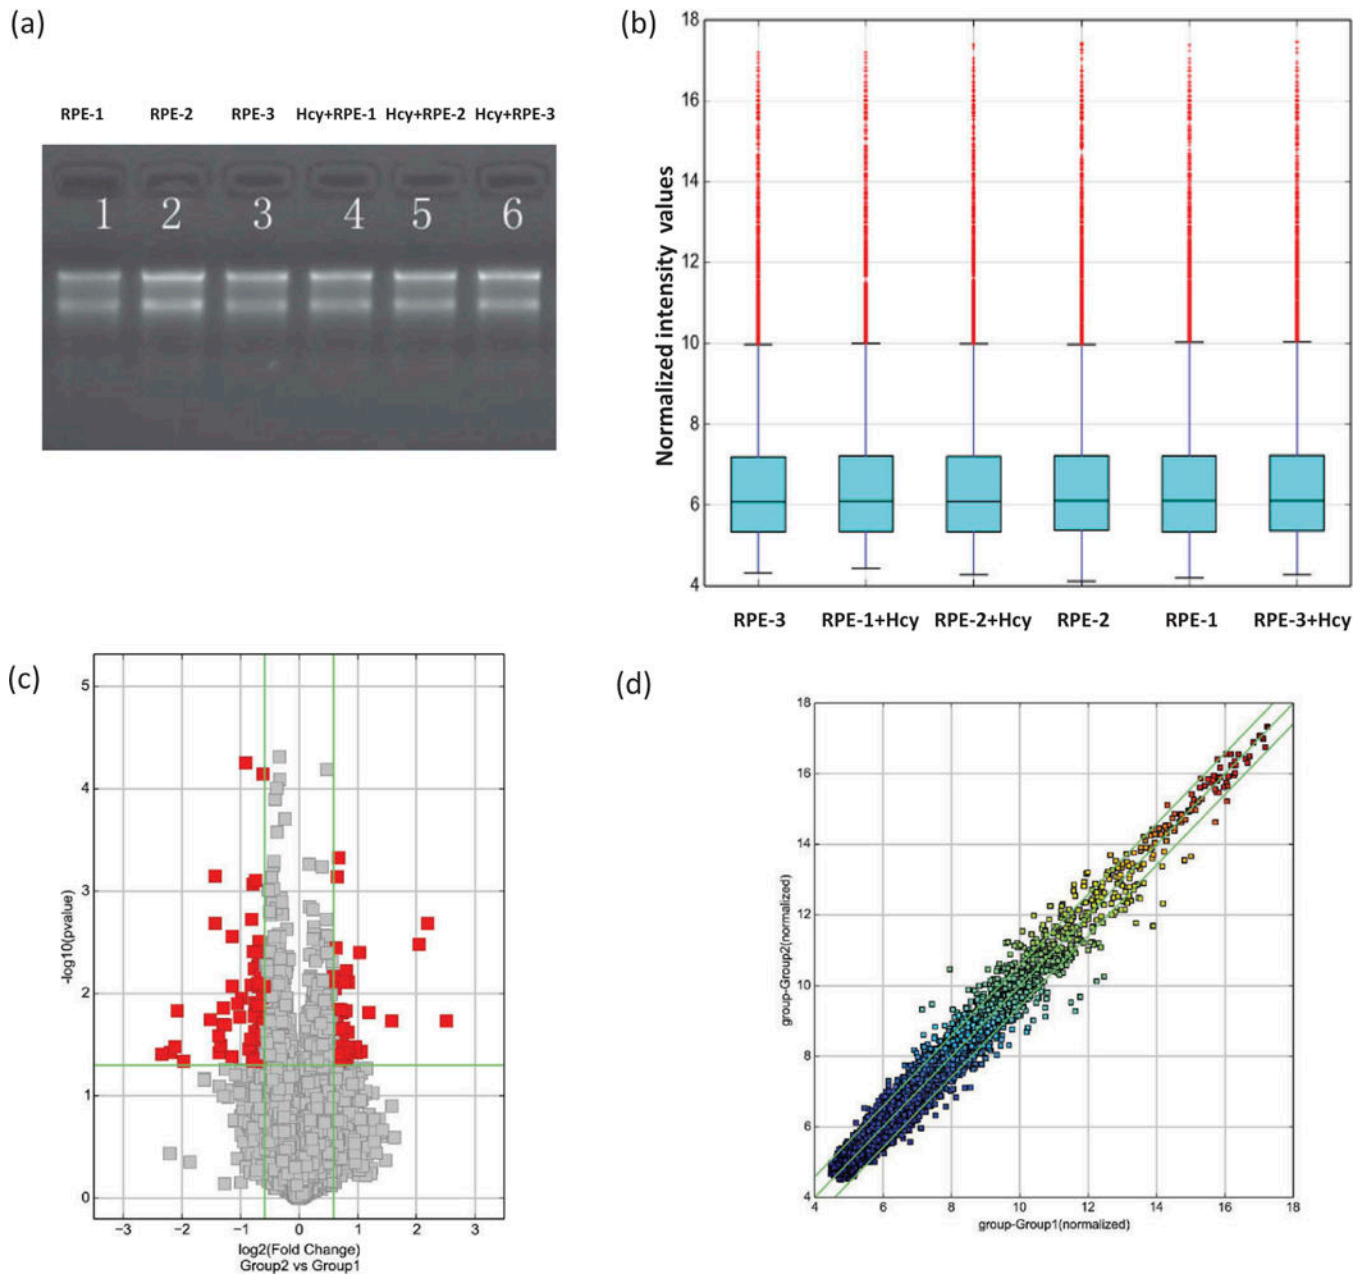 (a)
RPE-1 RPE-2 RPE-3 Hcy+RPE-1 Hcy+RPE-2 Hcy+RPE-3
1 2 3 4 5 6
(b)
Normalized intensity values
18
16
14
12
10
8
6
4
RPE-3 RPE-1+Hcy RPE-2+Hcy RPE-2 RPE-1 RPE-3+Hcy
(c)
-log10(pvalue)
5
4
3
2
1
0
−3 −2 −1 0 1 2 3
log2(Fold Change)
Group2 vs Group1
(d)
group-Group2(normalized)
18
16
14
12
10
8
6
4
4 6 8 10 12 14 16 18
group-Group1(normalized)